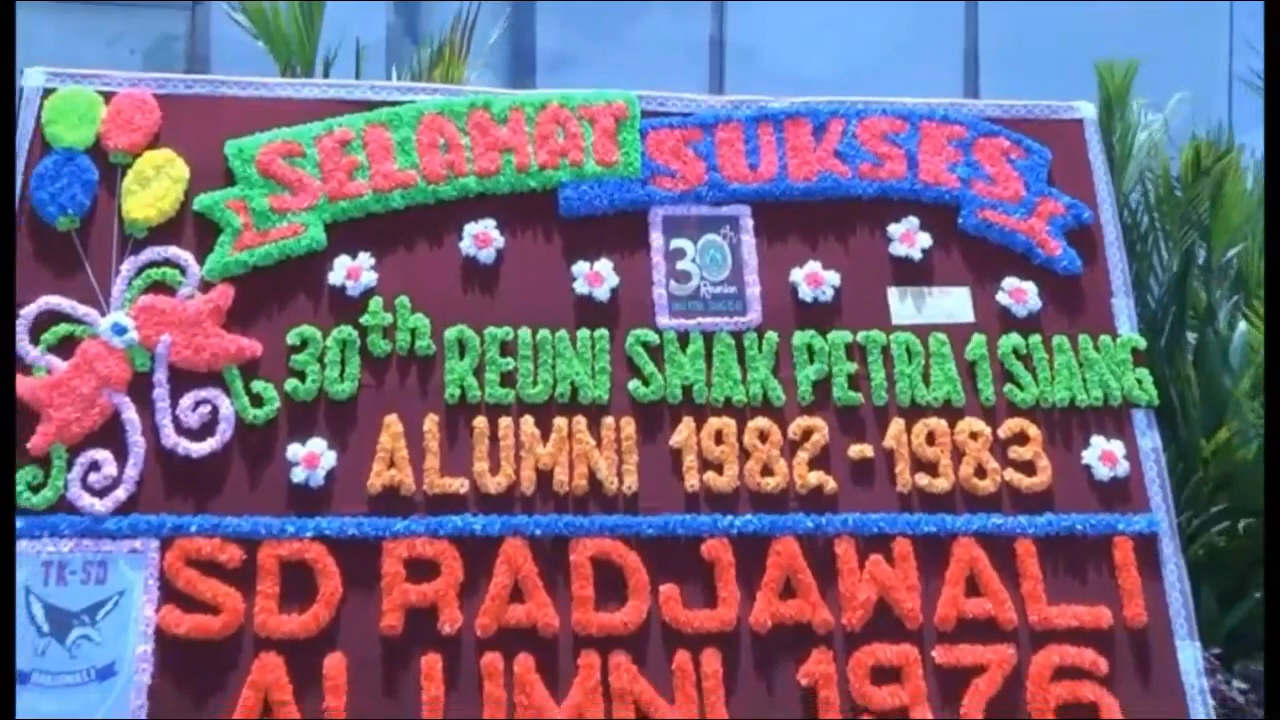 SELAMAT SUKSES
30th
Reunion
30th REUNI SMAK PETRA 1 SIANG
ALUMNI 1982-1983
TK-SD
RADJAWALI
SD RADJAWALI
ALUMNI 1976